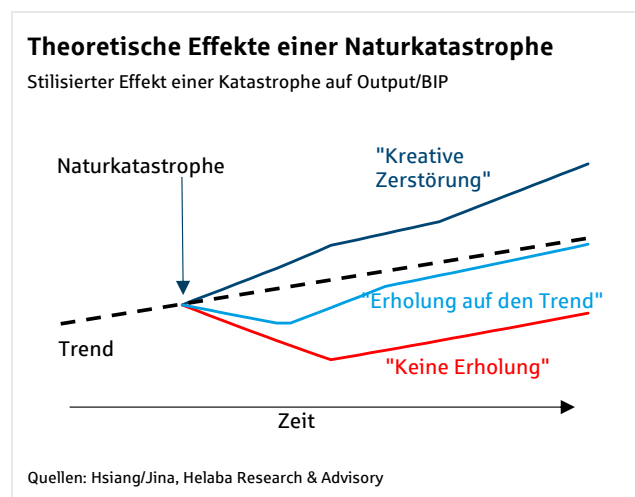 Theoretische Effekte einer Naturkatastrophe
Stilisierter Effekt einer Katastrophe auf Output/BIP
"Kreative
Zerstörung"
Naturkatastrophe
"Erholung auf den Trend"
Trend
"Keine Erholung"
Zeit
Quellen: Hsiang/Jina, Helaba Research & Advisory